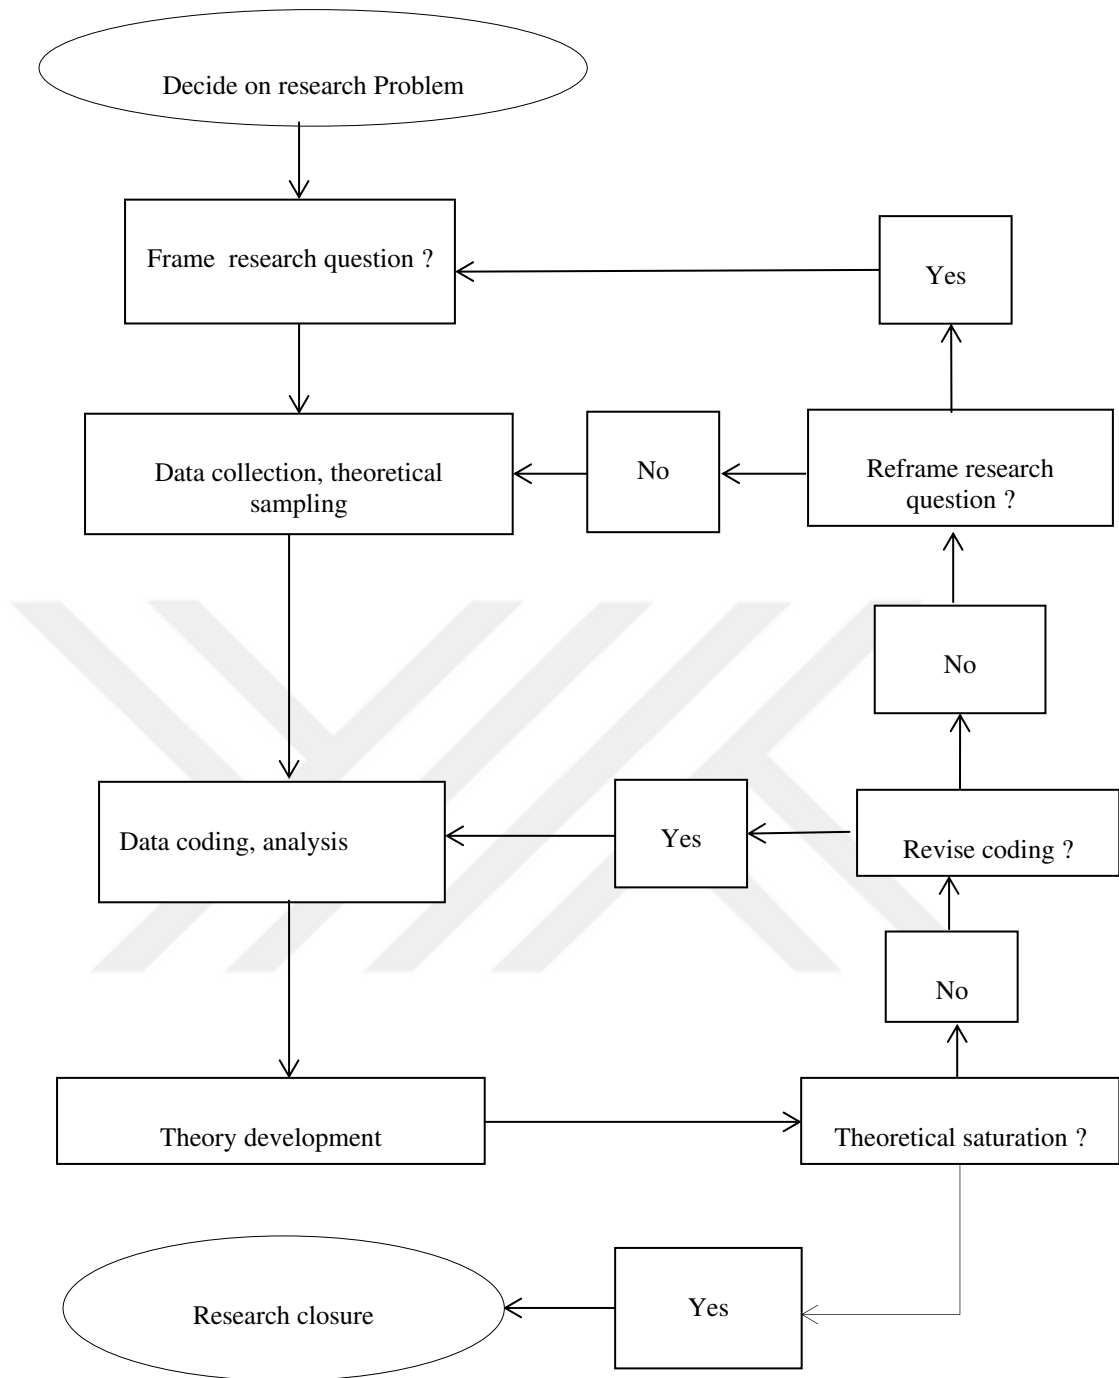 Decide on research Problem
Frame research question ?
Yes
Data collection, theoretical
sampling
No
Reframe research
question ?
No
Data coding, analysis
Yes
Revise coding ?
No
Theory development
Theoretical saturation ?
Research closure
Yes